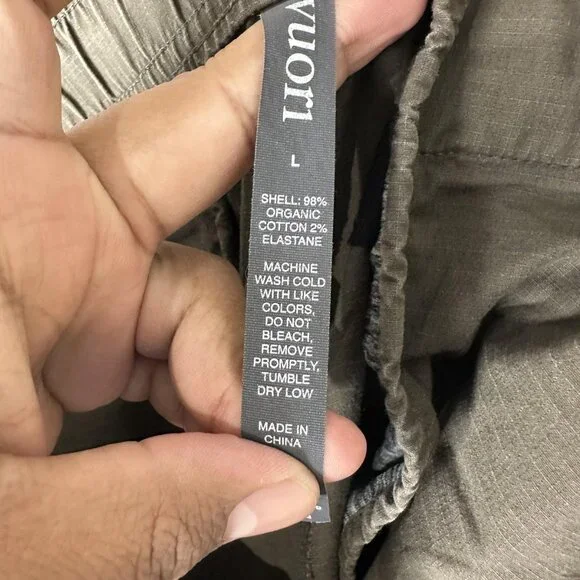 vuori
L
SHELL: 98%
ORGANIC
COTTON 2%
ELASTANE
MACHINE
WASH COLD
WITH LIKE
COLORS,
DO NOT
BLEACH,
REMOVE
PROMPTLY,
TUMBLE
DRY LOW
MADE IN
CHINA